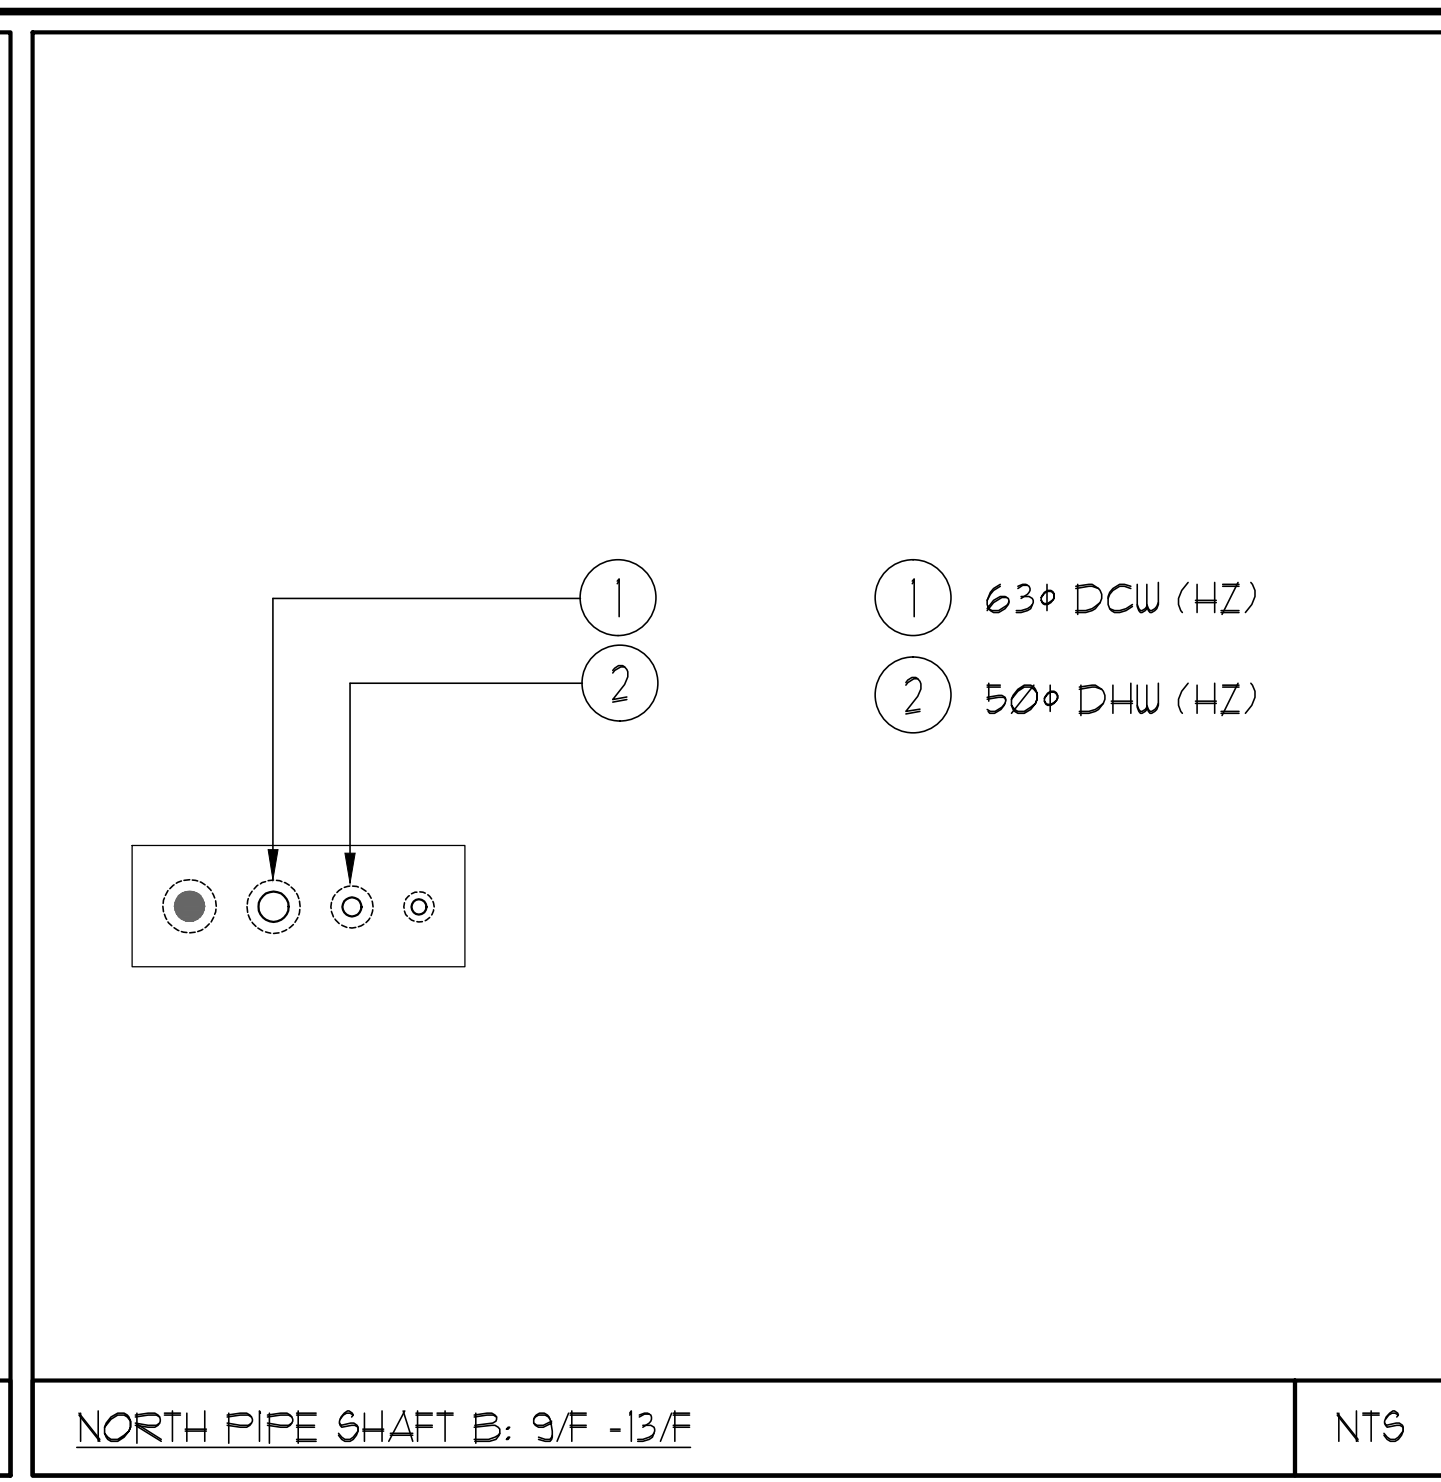 1
2
1 63φ DCW (HZ)
2 50φ DHW (HZ)
NORTH PIPE SHAFT B: 9/F -13/F
NTS